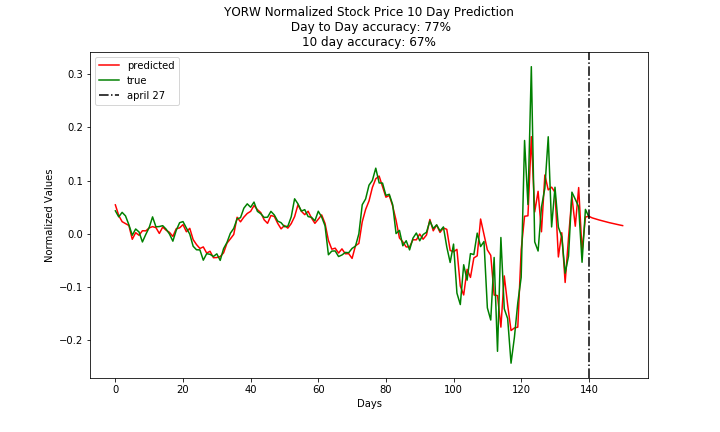 YORW Normalized Stock Price 10 Day Prediction
Day to Day accuracy: 77%
10 day accuracy: 67%
predicted
true
april 27
Normalized Values
0.3
0.2
0.1
0.0
−0.1
−0.2
0 20 40 60 80 100 120 140
Days